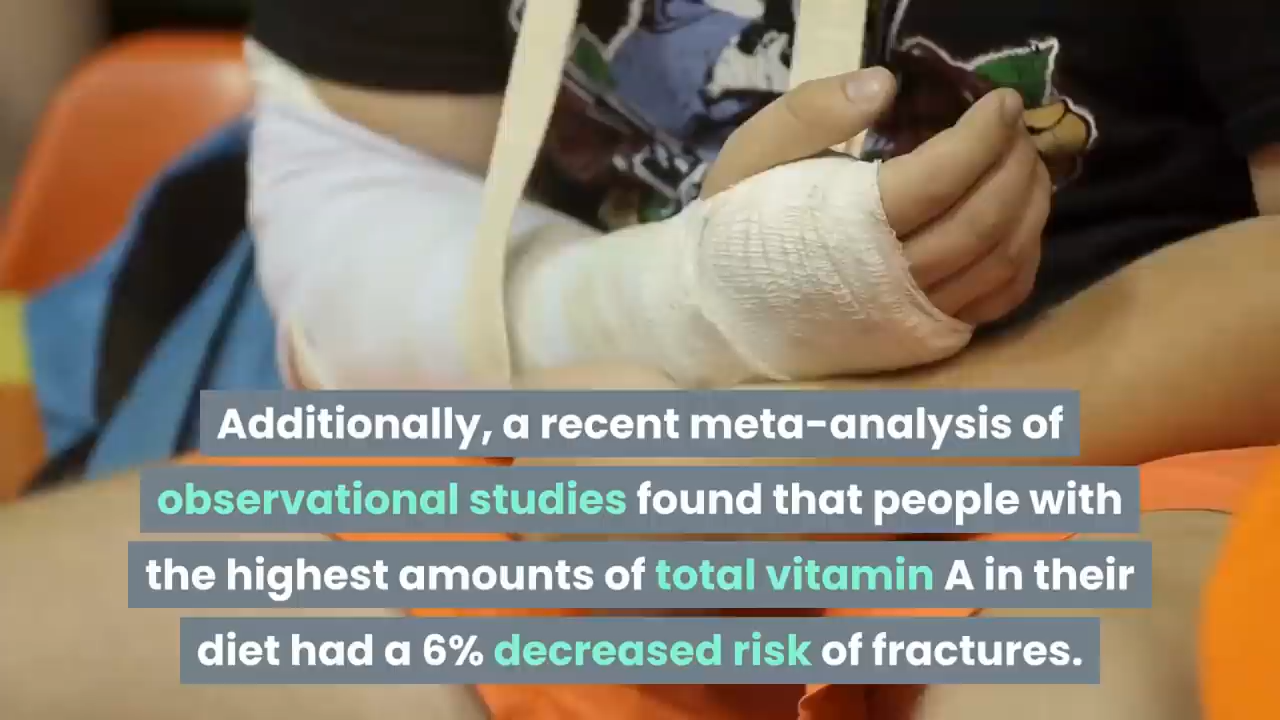 Additionally, a recent meta-analysis of
observational studies found that people with
the highest amounts of total vitamin A in their
diet had a 6% decreased risk of fractures.